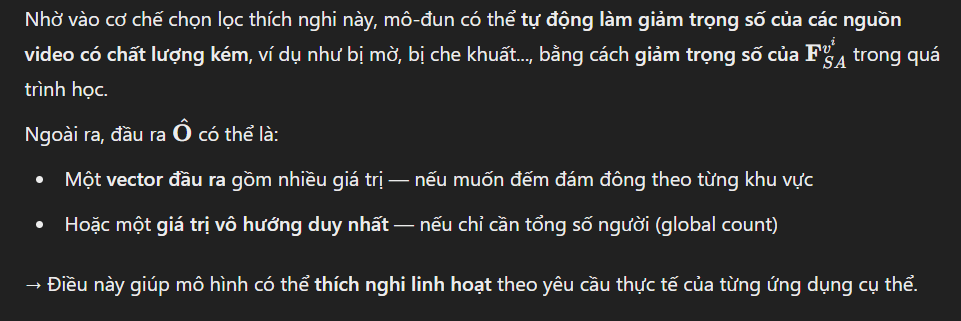 Nhờ vào cơ chế chọn lọc thích nghi này, mô-đun có thể tự động làm giảm trọng số của các nguồn
video có chất lượng kém, ví dụ như bị mờ, bị che khuất..., bằng cách giảm trọng số của F_{SA}^{v^i} trong quá
trình học.
Ngoài ra, đầu ra Ô có thể là:
• Một vector đầu ra gồm nhiều giá trị — nếu muốn đếm đám đông theo từng khu vực
• Hoặc một giá trị vô hướng duy nhất — nếu chỉ cần tổng số người (global count)
→ Điều này giúp mô hình có thể thích nghi linh hoạt theo yêu cầu thực tế của từng ứng dụng cụ thể.